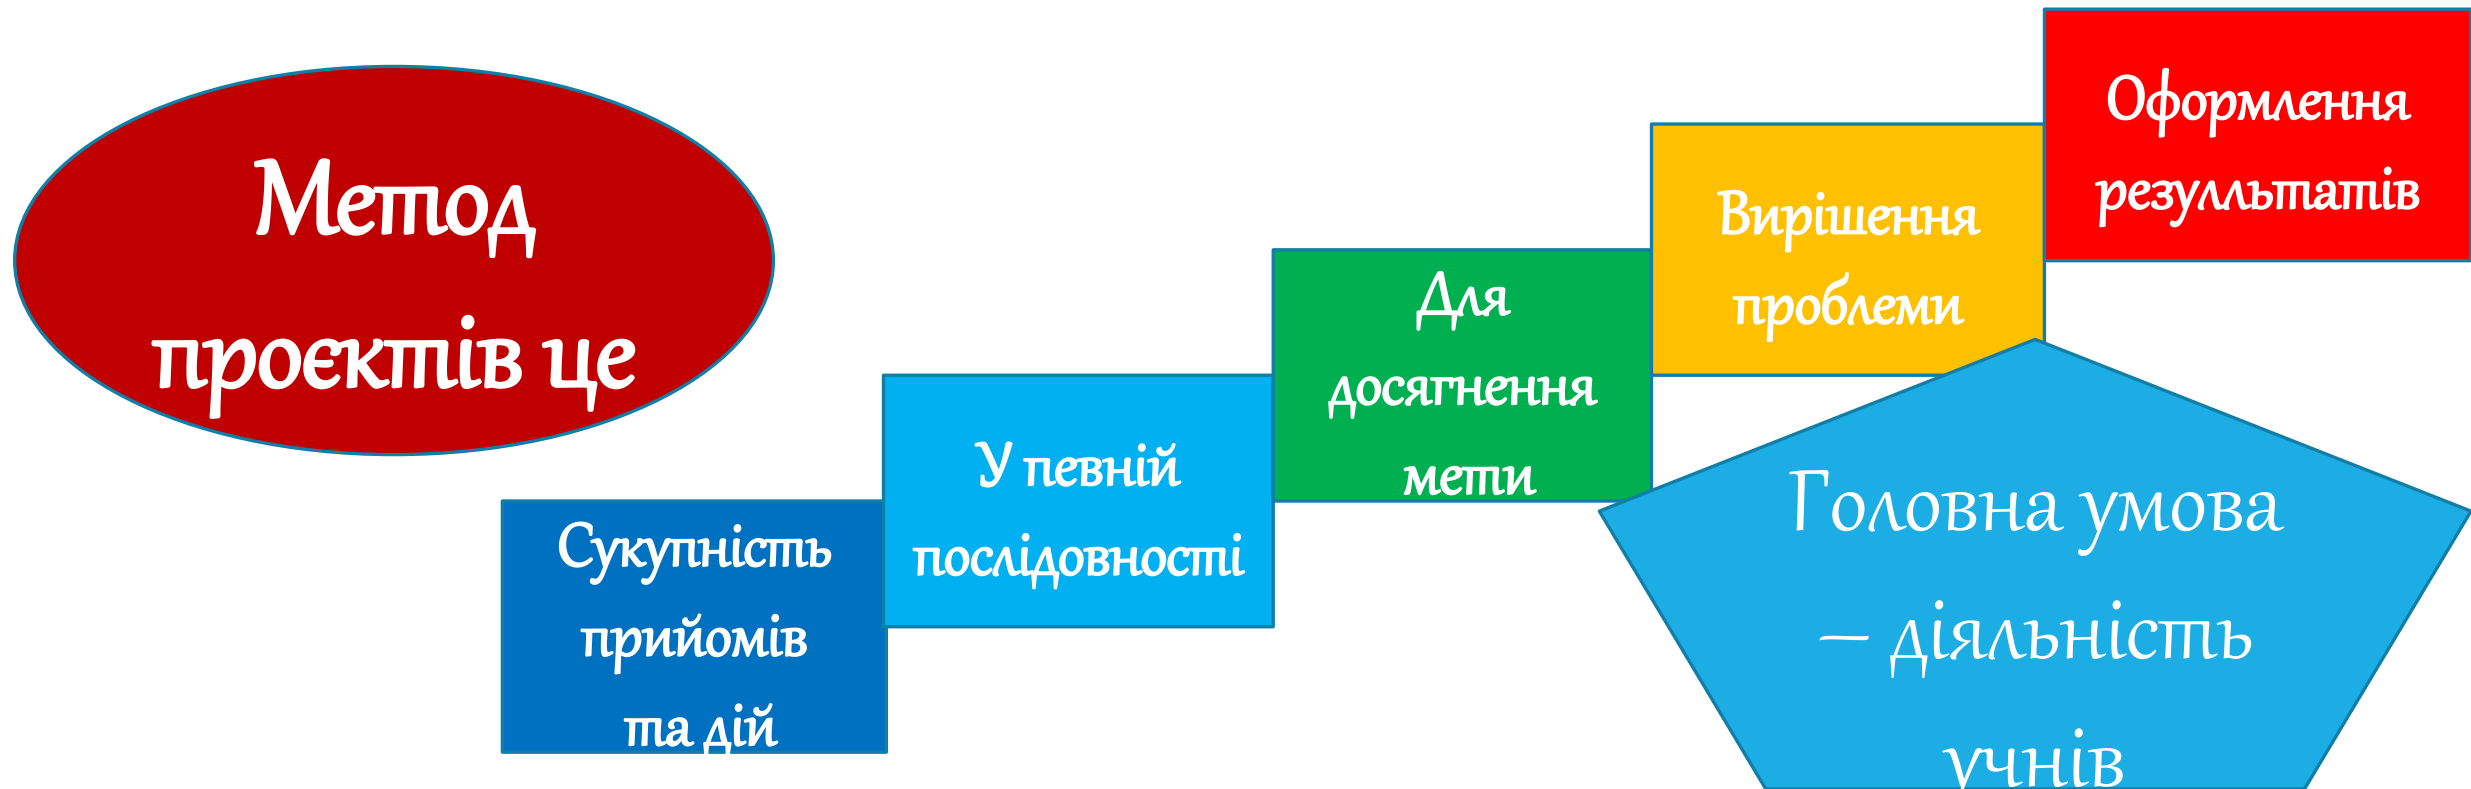 Метод
проєктів це
Сукупність
прийомів
та дій
У певній
послідовності
Для
досягнення
мети
Вирішення
проблеми
Оформлення
резулльтатів
Головна умова
– діяльність
учнів